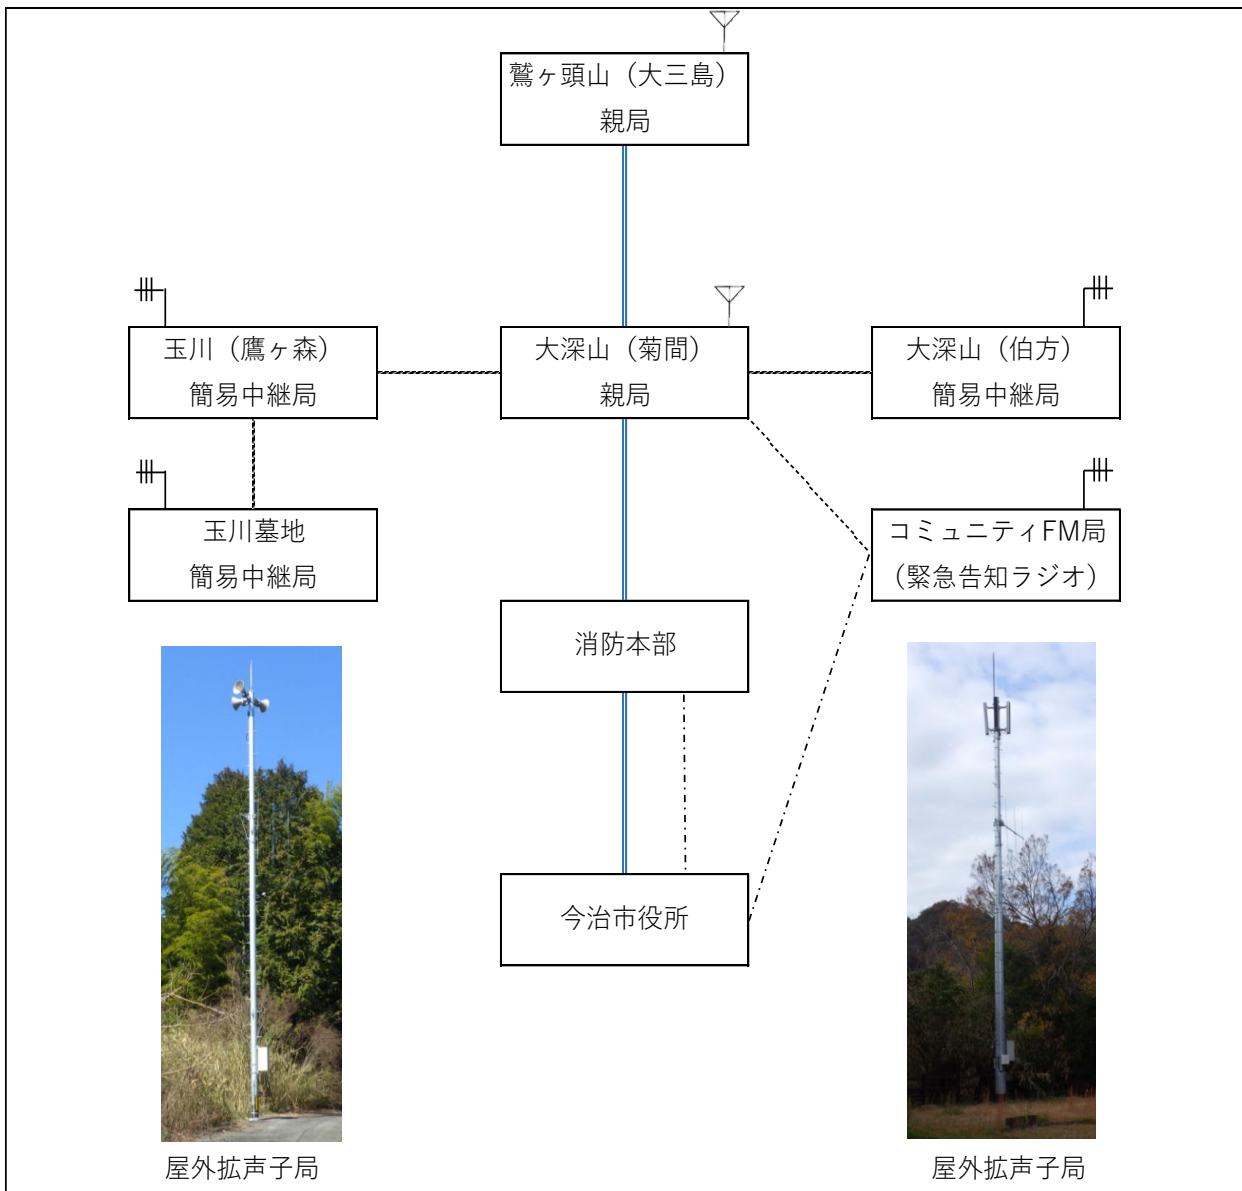 鷲ヶ頭山（大三島）
親局
玉川（鷹ヶ森）
簡易中継局
大深山（菊間）
親局
大深山（伯方）
簡易中継局
玉川墓地
簡易中継局
コミュニティFM局
（緊急告知ラジオ）
消防本部
今治市役所
屋外拡声子局
屋外拡声子局